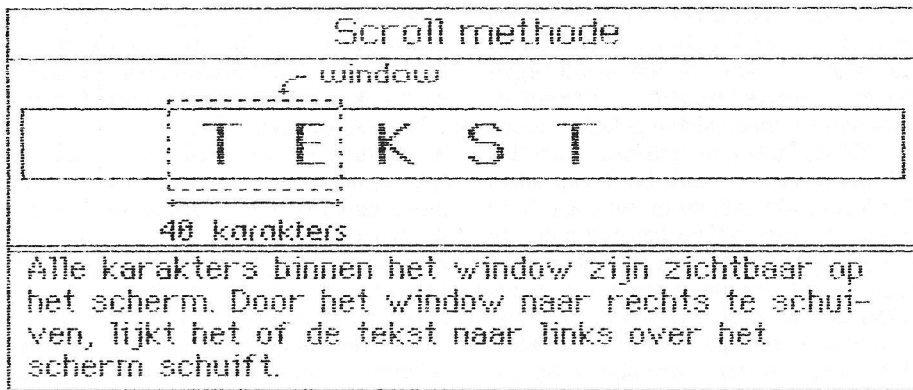 Scroll methode
window
T E K S T
40 karakters
Alle karakters binnen het window zijn zichtbaar op
het scherm. Door het window naar rechts te schui-
ven, lijkt het of de tekst naar links over het
scherm schuift.